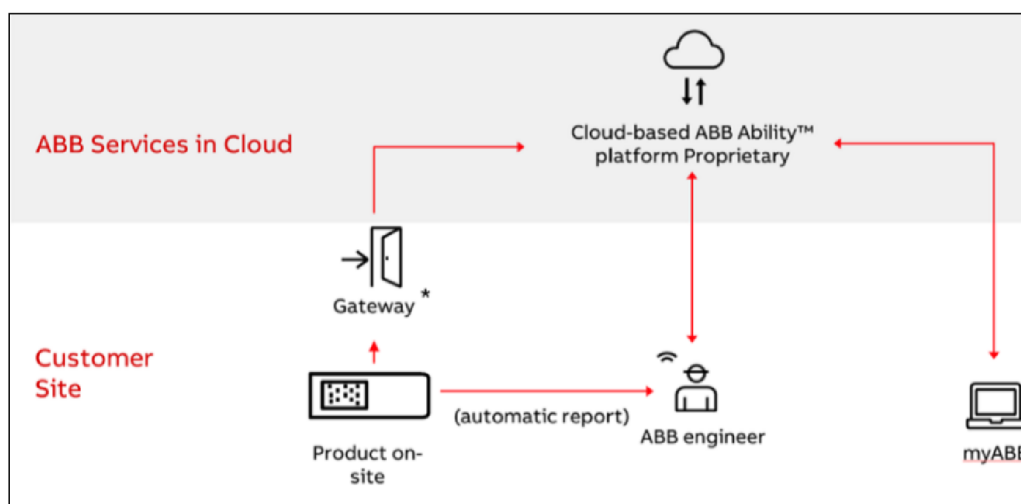 Cloud-based ABB Ability™
platform Proprietary
ABB Services in Cloud
Gateway *
Customer
Site
(automatic report)
Product on-
site
ABB engineer
myABB